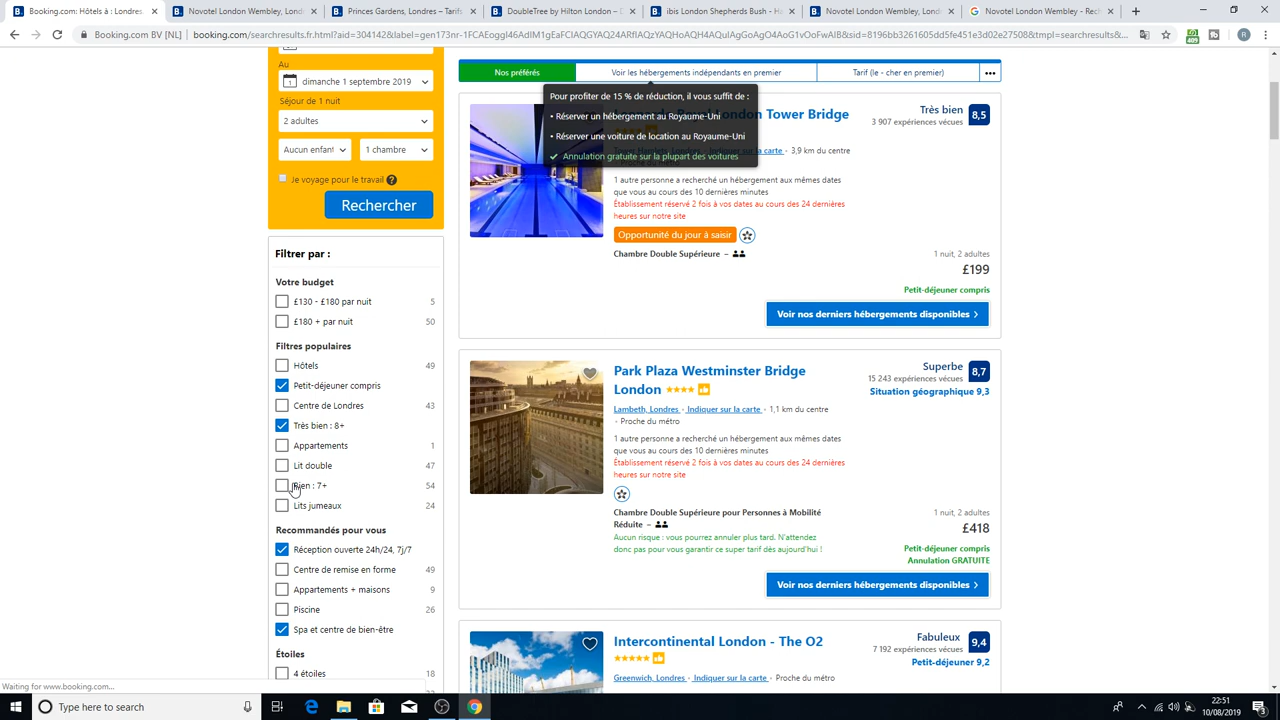 Booking.com: Hôtels à : Londres.
Novotel London Wembley, Londres
Princes Gardens, Londres - Tarifs
DoubleTree by Hilton London - D
ibis London Shepherds Bush - H
Novotel London Wembley, Londres
Novotel London Wembley - Rech
Booking.com BV [NL]
booking.com/searchresults.fr.html?aid=304142&label=gen173nr-
Au
dimanche 1 septembre 2019
Séjour de 1 nuit
2 adultes
Aucun enfant
1 chambre
Je voyage pour le travail
Rechercher
Filtrer par :
Votre budget
£130 - £180 par nuit 5
£180 + par nuit 50
Filtres populaires
Hôtels 49
Petit-déjeuner compris
Centre de Londres 43
Très bien : 8+
Appartements 1
Lit double 47
Bien : 7+ 54
Lits jumeaux 24
Recommandés pour vous
Réception ouverte 24h/24, 7j/7
Centre de remise en forme 49
Appartements + maisons 9
Piscine 26
Spa et centre de bien-être
Étoiles
4 étoiles 18
Nos préférés
Voir les hébergements indépendants en premier
Tarif (le - cher en premier)
•••
Pour profiter de 15 % de réduction, il vous suffit de :
• Réserver un hébergement au Royaume-Uni
• Réserver une voiture de location au Royaume-Uni
Annulation gratuite sur la plupart des voitures
London Tower Bridge
Indiquer sur la carte - 3,9 km du centre
- Proche du métro
1 autre personne a recherché un hébergement aux mêmes dates
que vous au cours des 10 dernières minutes
Établissement réservé 2 fois à vos dates au cours des 24 dernières
heures sur notre site
Opportunité du jour à saisir
Chambre Double Supérieure –
Très bien 8,5
3 907 expériences vécues
1 nuit, 2 adultes
£199
Petit-déjeuner compris
Voir nos derniers hébergements disponibles
Park Plaza Westminster Bridge
London
Lambeth, Londres - Indiquer sur la carte - 1,1 km du centre
- Proche du métro
1 autre personne a recherché un hébergement aux mêmes dates
que vous au cours des 10 dernières minutes
Établissement réservé 2 fois à vos dates au cours des 24 dernières
heures sur notre site
Chambre Double Supérieure pour Personnes à Mobilité
Réduite –
Aucun risque : vous pourrez annuler plus tard. N'attendez
donc pas pour vous garantir ce super tarif dès aujourd'hui !
Superbe 8,7
15 243 expériences vécues
Situation géographique 9,3
1 nuit, 2 adultes
£418
Petit-déjeuner compris
Annulation GRATUITE
Voir nos derniers hébergements disponibles
Intercontinental London - The O2
Greenwich, Londres - Indiquer sur la carte - Proche du métro
Fabuleux 9,4
7 192 expériences vécues
Petit-déjeuner 9,2
Waiting for www.booking.com...
Type here to search
22:51
10/08/2019